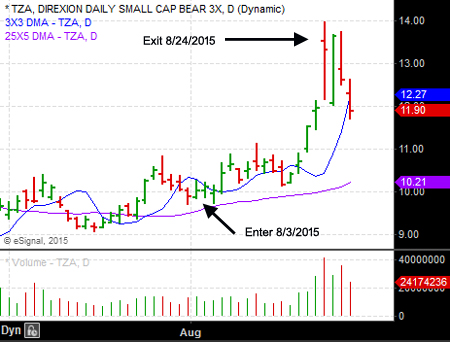 * TZA, DIREXION DAILY SMALL CAP BEAR 3X, D (Dynamic)
3X3 DMA - TZA, D
25X5 DMA - TZA, D
14.00
Exit 8/24/2015
13.00
12.27
11.90
11.00
10.21
10.00
Enter 8/3/2015
9.00
© eSignal, 2015
* Volume - TZA, D
40000000
24174236
Dyn
Aug